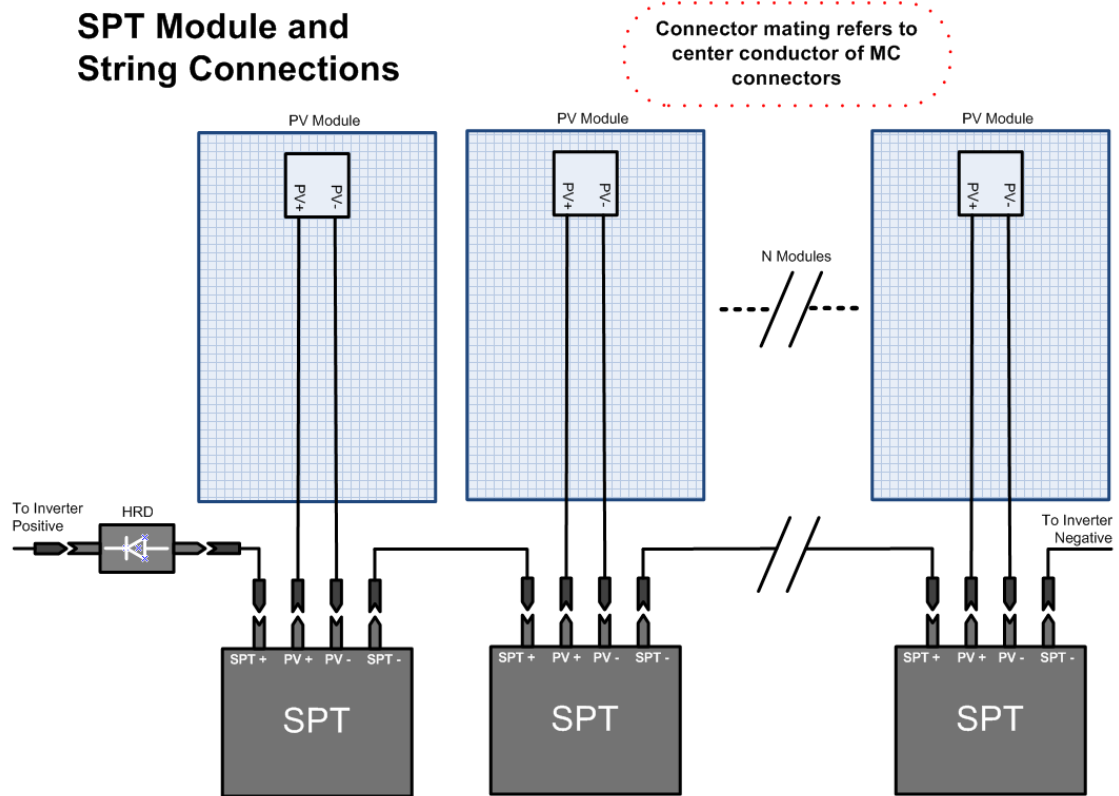 SPT Module and
String Connections
Connector mating refers to
center conductor of MC
connectors
PV Module
PV Module
PV Module
PV+
PV-
PV+
PV-
PV+
PV-
N Modules
To Inverter
Positive
HRD
To Inverter
Negative
SPT +
PV +
PV -
SPT -
SPT +
PV +
PV -
SPT -
SPT +
PV +
PV -
SPT -
SPT
SPT
SPT